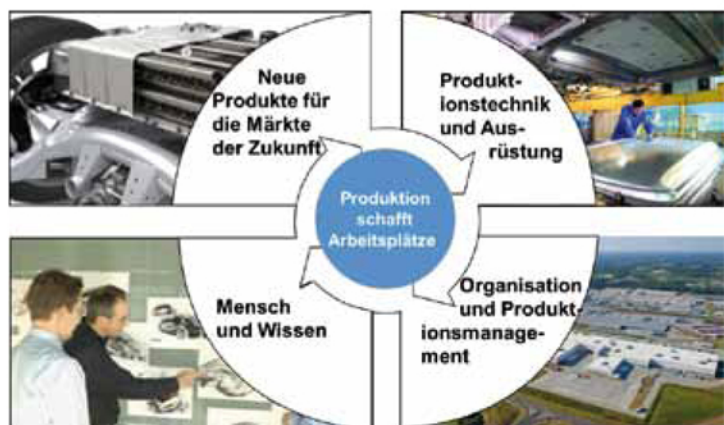 Neue
Produkte für
die Märkte
der Zukunft
Produkt-
ionstechnik
und Aus-
rüstung
Produktion
schafft
Arbeitsplätze
Mensch
und Wissen
Organisation
und Produkt-
ionsmanage-
ment